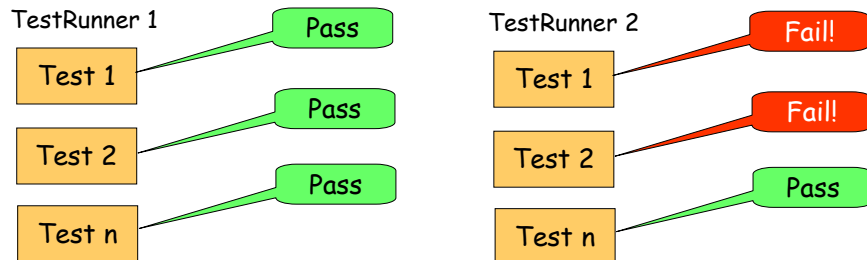 TestRunner 1
Pass
Test 1
Pass
Test 2
Pass
Test n
TestRunner 2
Fail!
Test 1
Fail!
Test 2
Pass
Test n